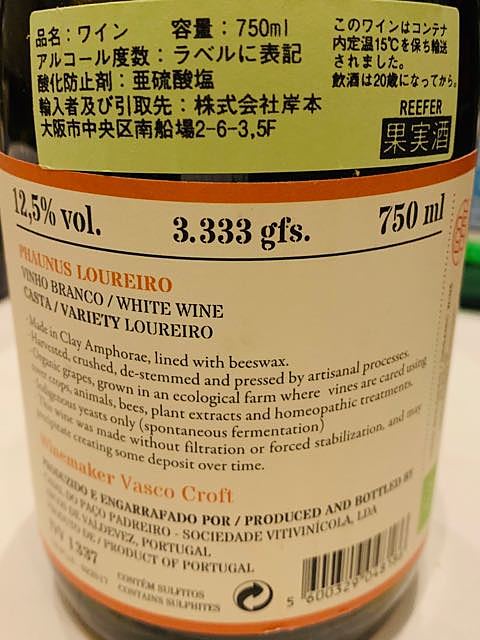 品名：ワイン 容量：750ml
アルコール度数：ラベルに表記
酸化防止剤：亜硫酸塩
輸入者及び引取先：株式会社岸本
大阪市中央区南船場2-6-3,5F
このワインはコンテナ
内定温15℃を保ち輸送
されました。
飲酒は20歳になってから。
REEFER
果実酒
12,5% vol. 3.333 gfs. 750 ml
PHAUNUS LOUREIRO
VINHO BRANCO / WHITE WINE
CASTA / VARIETY LOUREIRO
-Made in Clay Amphorae, lined with beeswax.
-Harvested, crushed, de-stemmed and pressed by artisanal processes.
-Organic grapes, grown in an ecological farm where vines are cared using
cover crops, animals, bees, plant extracts and homeopathic treatments.
-Indigenous yeasts only (spontaneous fermentation)
-The wine was made without filtration or forced stabilization, and may
precipitate creating some deposit over time.
Winemaker Vasco Croft
PRODUZIDO E ENGARRAFADO POR / PRODUCED AND BOTTLED BY
DO PAÇO PADREIRO - SOCIEDADE VITIVINÍCOLA, LDA
DE VALDEVEZ, PORTUGAL
PRODUTO DE / PRODUCT OF PORTUGAL
1337
CONTÉM SULFITOS
CONTAINS SULPHITES